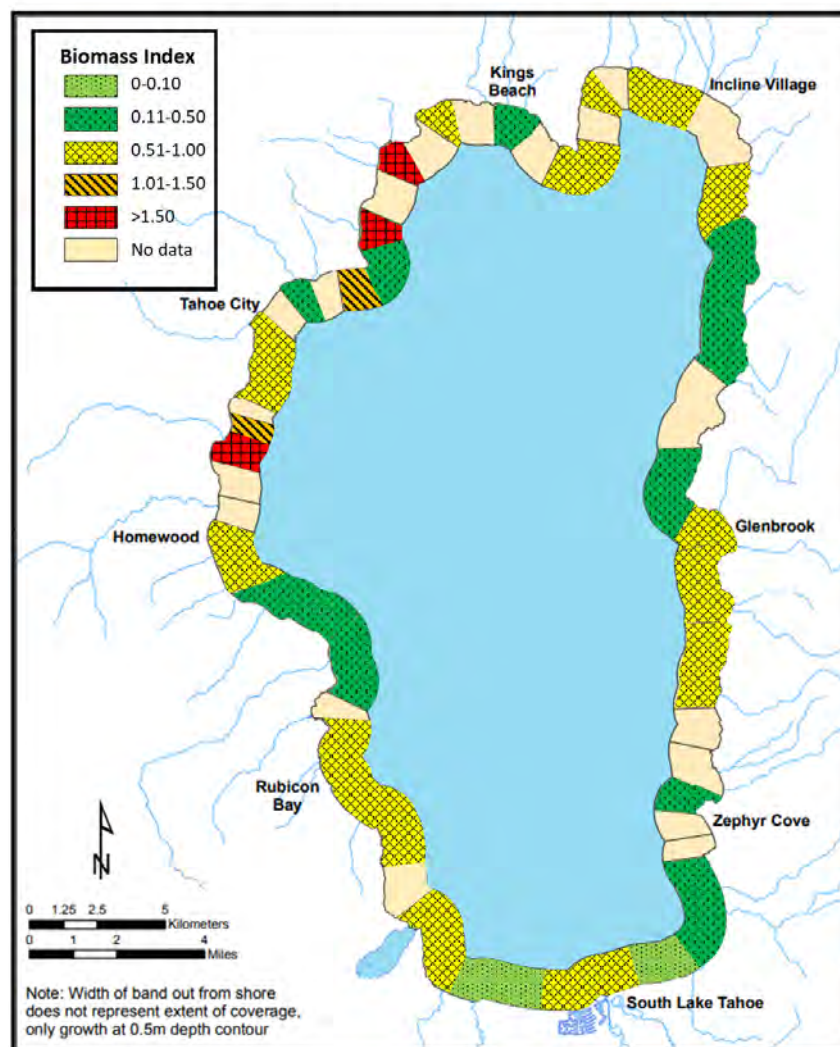 Biomass Index
0-0.10
0.11-0.50
0.51-1.00
1.01-1.50
>1.50
No data
Kings
Beach
Incline Village
Tahoe City
Homewood
Glenbrook
Rubicon
Bay
Zephyr Cove
South Lake Tahoe
N
0 1.25 2.5 5
Kilometers
0 1 2 4
Miles
Note: Width of band out from shore
does not represent extent of coverage,
only growth at 0.5m depth contour